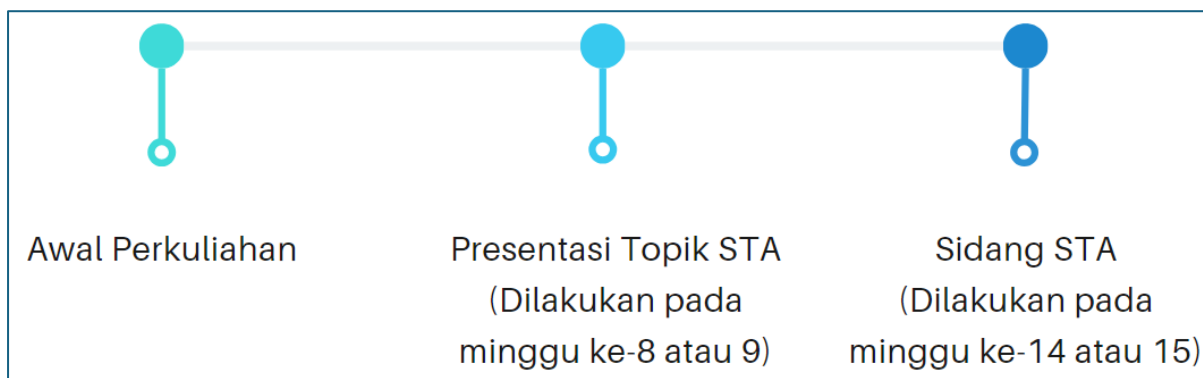 Awal Perkuliahan
Presentasi Topik STA
(Dilakukan pada
minggu ke-8 atau 9)
Sidang STA
(Dilakukan pada
minggu ke-14 atau 15)